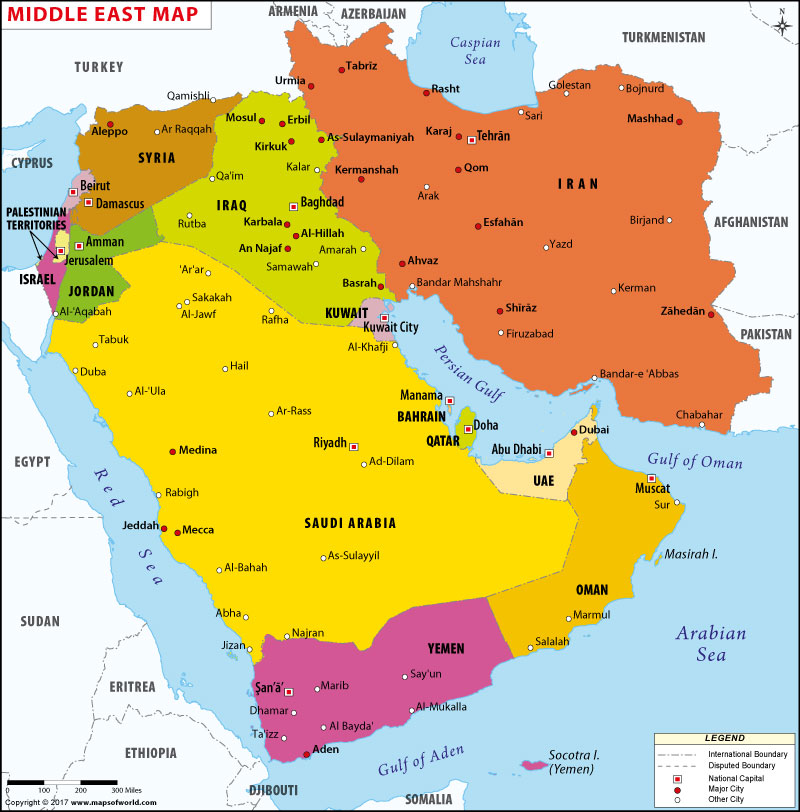 MIDDLE EAST MAP
ARMENIA
AZERBAIJAN
Caspian
Sea
TURKMENISTAN
TURKEY
Tabriz
Urmia
Rasht
Golestan
Bojnurd
Qamishli
Sari
Mosul
Erbil
Mashhad
Aleppo
Ar Raqqah
As-Sulaymaniyah
Karaj
Tehrān
Kirkuk
CYPRUS
SYRIA
Kalar
Kermanshah
Qom
Qa'im
IRAN
Beirut
Arak
Damascus
IRAQ
Baghdad
PALESTINIAN
TERRITORIES
Rutba
Karbala
Al-Hillah
Esfahān
Birjand
AFGHANISTAN
Amman
An Najaf
Amarah
Yazd
Jerusalem
Samawah
Ahvaz
'Ar'ar
ISRAEL
Basrah
Bandar Mahshahr
Kerman
JORDAN
Sakakah
Al-Jawf
Al-'Aqabah
Rafha
KUWAIT
Kuwait City
Shīrāz
Zāhedān
Firuzabad
PAKISTAN
Tabuk
Al-Khafji
Persian Gulf
Duba
Hail
Bandar-e 'Abbas
Al-'Ula
Manama
Ar-Rass
BAHRAIN
Chabahar
Doha
Dubai
QATAR
Riyadh
Abu Dhabi
Medina
Ad-Dilam
Gulf of Oman
EGYPT
UAE
Muscat
Red Sea
Rabigh
Sur
Jeddah
Mecca
SAUDI ARABIA
Masirah I.
As-Sulayyil
Al-Bahah
OMAN
Abha
Marmul
SUDAN
Najran
Arabian
Sea
Jizan
YEMEN
Salalah
Say'un
ERITREA
Şan'ā'
Marib
Dhamar
Al-Mukalla
Ta'izz
Al Bayda'
Aden
Gulf of Aden
Socotra I.
(Yemen)
ETHIOPIA
DJIBOUTI
SOMALIA
LEGEND
International Boundary
Disputed Boundary
National Capital
Major City
Other City
0 100 200 300 Miles
Copyright © 2017 www.mapsofworld.com